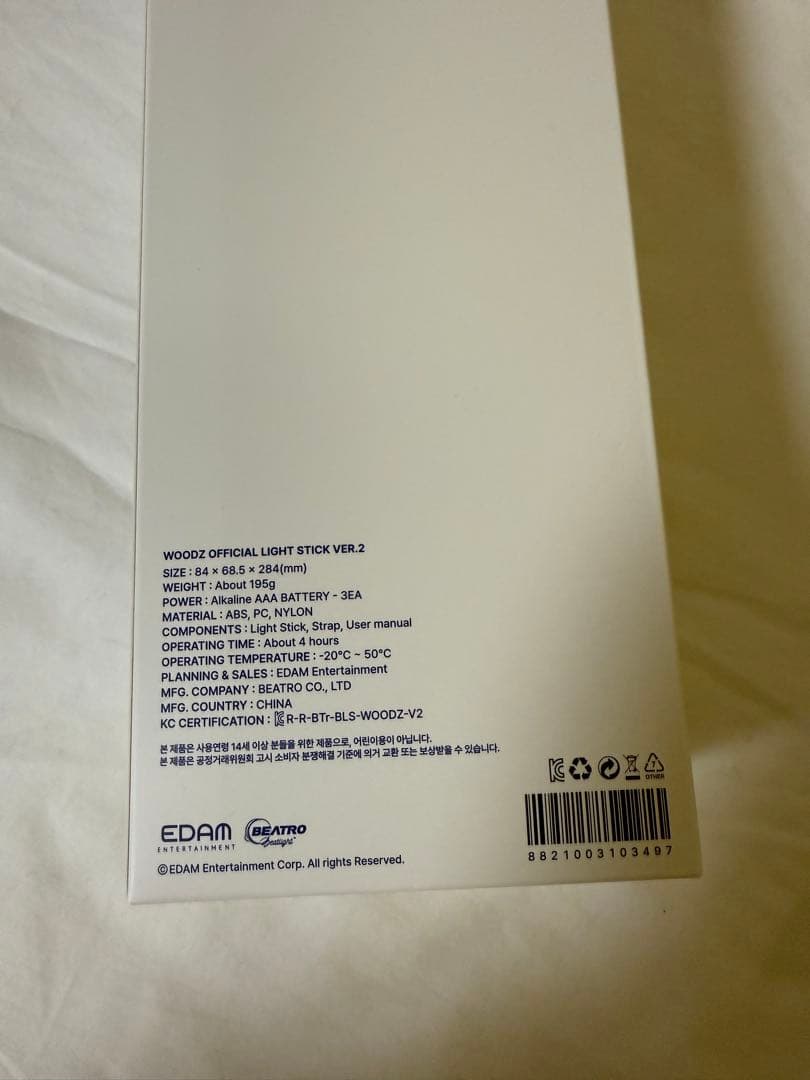 WOODZ OFFICIAL LIGHT STICK VER.2
SIZE : 84 × 68.5 × 284(mm)
WEIGHT : About 195g
POWER : Alkaline AAA BATTERY - 3EA
MATERIAL : ABS, PC, NYLON
COMPONENTS : Light Stick, Strap, User manual
OPERATING TIME : About 4 hours
OPERATING TEMPERATURE : -20°C ~ 50°C
PLANNING & SALES : EDAM Entertainment
MFG. COMPANY : BEATRO CO., LTD
MFG. COUNTRY : CHINA
KC CERTIFICATION : R-R-BTr-BLS-WOODZ-V2
본 제품은 사용연령 14세 이상 분들을 위한 제품으로, 어린이용이 아닙니다.
본 제품은 공정거래위원회 고시 소비자 분쟁해결 기준에 의거 교환 또는 보상받을 수 있습니다.
OTHER
EDAM
ENTERTAINMENT
BEATRO
Beatlight
8821003103497
©EDAM Entertainment Corp. All rights Reserved.